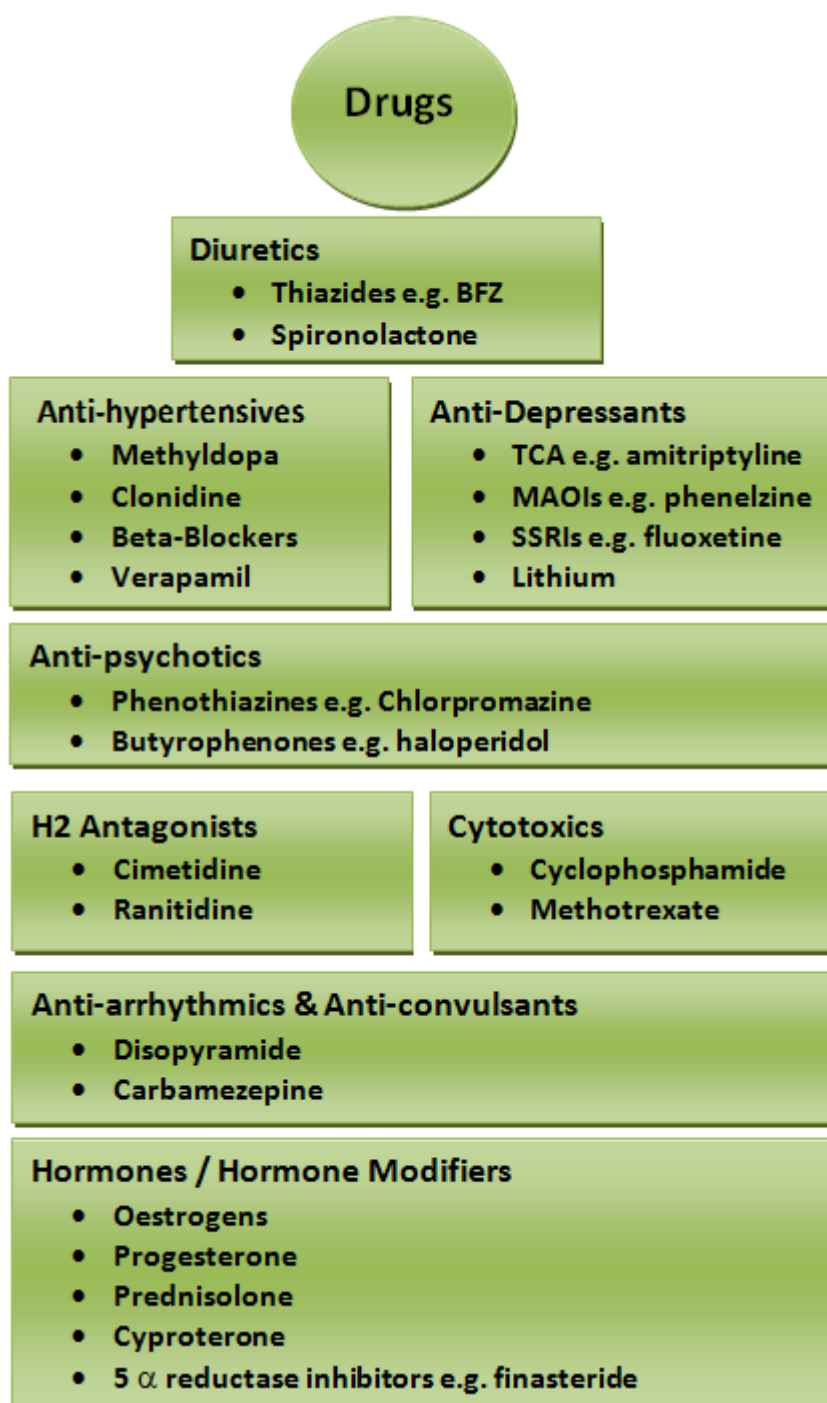 Drugs
Diuretics
• Thiazides e.g. BFZ
• Spironolactone
Anti-hypertensives
• Methyldopa
• Clonidine
• Beta-Blockers
• Verapamil
Anti-Depressants
• TCA e.g. amitriptyline
• MAOIs e.g. phenelzine
• SSRIs e.g. fluoxetine
• Lithium
Anti-psychotics
• Phenothiazines e.g. Chlorpromazine
• Butyrophenones e.g. haloperidol
H2 Antagonists
• Cimetidine
• Ranitidine
Cytotoxics
• Cyclophosphamide
• Methotrexate
Anti-arrhythmics & Anti-convulsants
• Disopyramide
• Carbamezepine
Hormones / Hormone Modifiers
• Oestrogens
• Progesterone
• Prednisolone
• Cyproterone
• 5 α reductase inhibitors e.g. finasteride